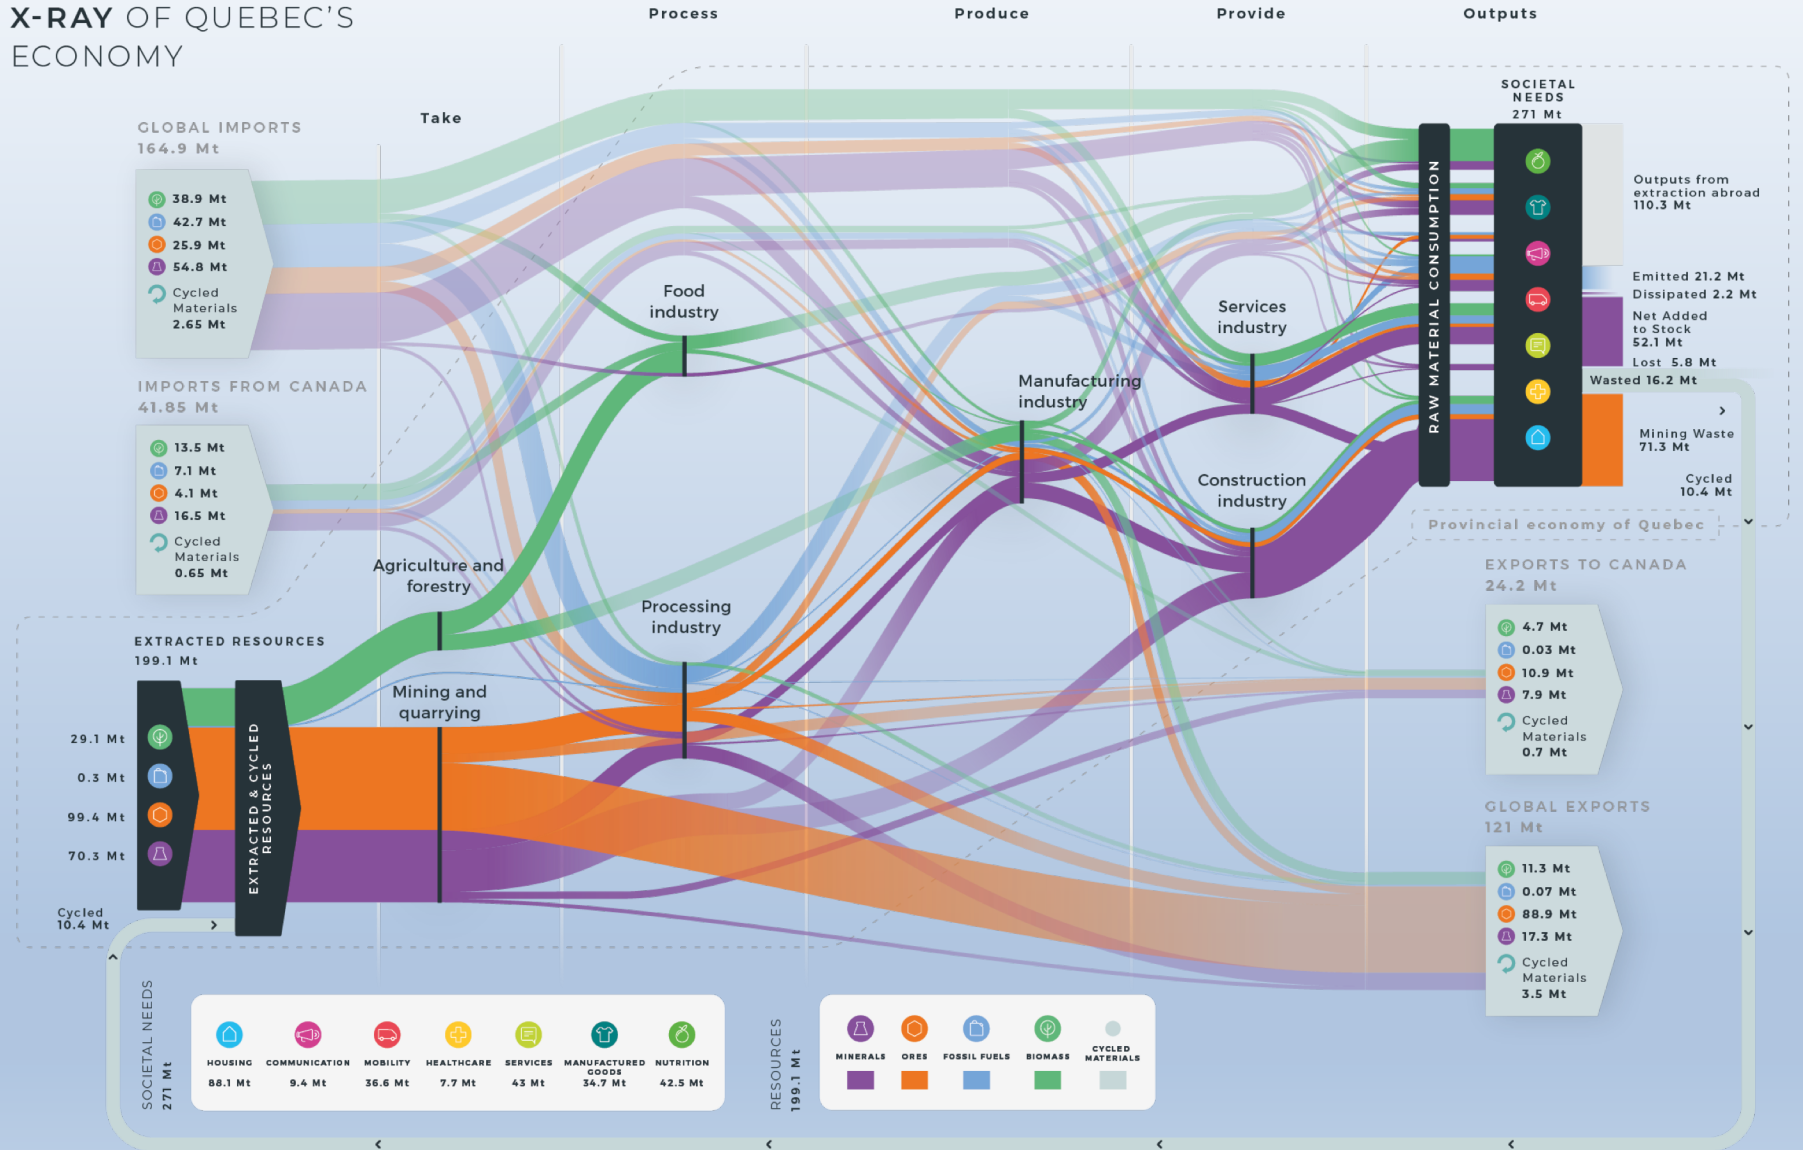 X-RAY OF QUEBEC'S
ECONOMY
Process
Produce
Provide
Outputs
Take
GLOBAL IMPORTS
164.9 Mt
38.9 Mt
42.7 Mt
25.9 Mt
54.8 Mt
Cycled
Materials
2.65 Mt
IMPORTS FROM CANADA
41.85 Mt
13.5 Mt
7.1 Mt
4.1 Mt
16.5 Mt
Cycled
Materials
0.65 Mt
EXTRACTED RESOURCES
199.1 Mt
29.1 Mt
0.3 Mt
99.4 Mt
70.3 Mt
Cycled
10.4 Mt
EXTRACTED & CYCLED
RESOURCES
Agriculture and
forestry
Mining and
quarrying
Food
industry
Processing
industry
Manufacturing
industry
Services
industry
Construction
industry
RAW MATERIAL CONSUMPTION
SOCIETAL
NEEDS
271 Mt
Outputs from
extraction abroad
110.3 Mt
Emitted 21.2 Mt
Dissipated 2.2 Mt
Net Added
to Stock
52.1 Mt
Lost 5.8 Mt
Wasted 16.2 Mt
Mining Waste
71.3 Mt
Cycled
10.4 Mt
Provincial economy of Quebec
EXPORTS TO CANADA
24.2 Mt
4.7 Mt
0.03 Mt
10.9 Mt
7.9 Mt
Cycled
Materials
0.7 Mt
GLOBAL EXPORTS
121 Mt
11.3 Mt
0.07 Mt
88.9 Mt
17.3 Mt
Cycled
Materials
3.5 Mt
SOCIETAL NEEDS
271 Mt
HOUSING
88.1 Mt
COMMUNICATION
9.4 Mt
MOBILITY
36.6 Mt
HEALTHCARE
7.7 Mt
SERVICES
43 Mt
MANUFACTURED
GOODS
34.7 Mt
NUTRITION
42.5 Mt
RESOURCES
199.1 Mt
MINERALS
ORES
FOSSIL FUELS
BIOMASS
CYCLED
MATERIALS